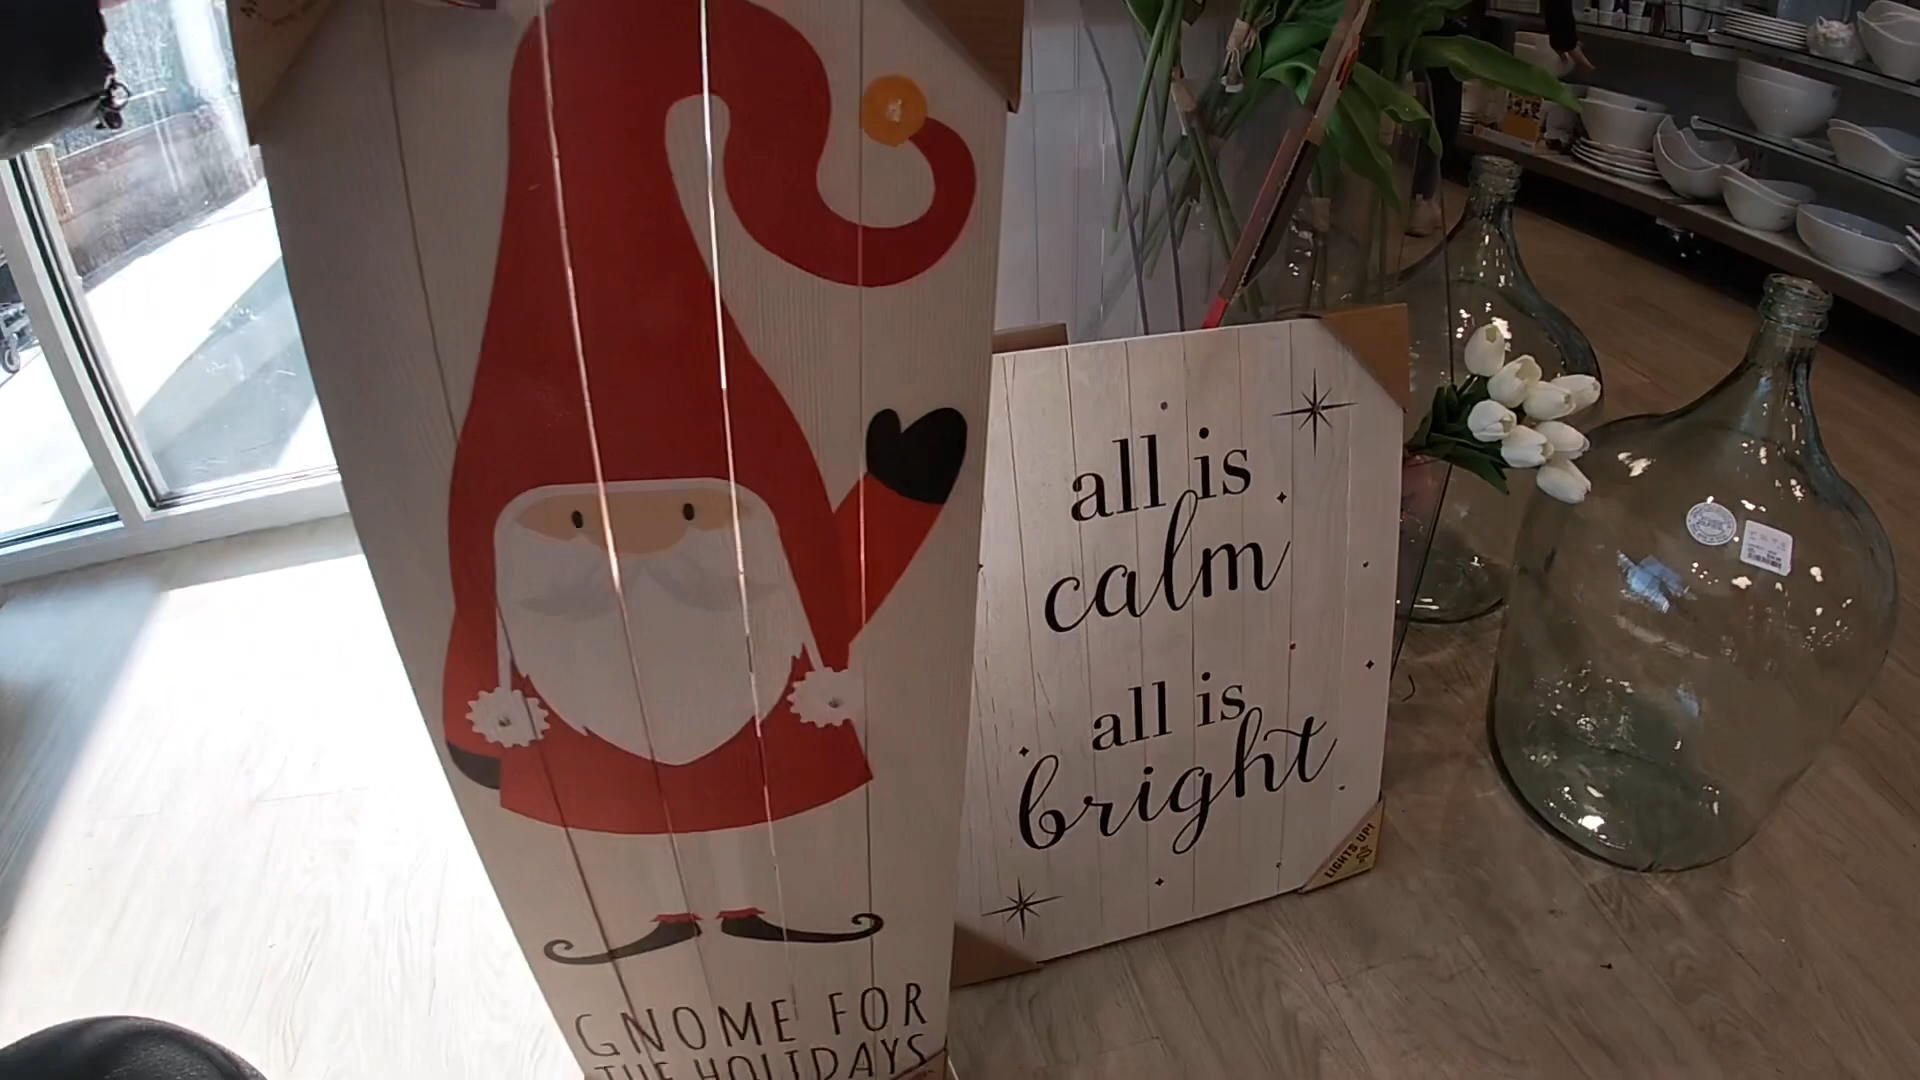 GNOME FOR
THE HOLIDAYS
all is
calm
all is
bright
LIGHTS UP!